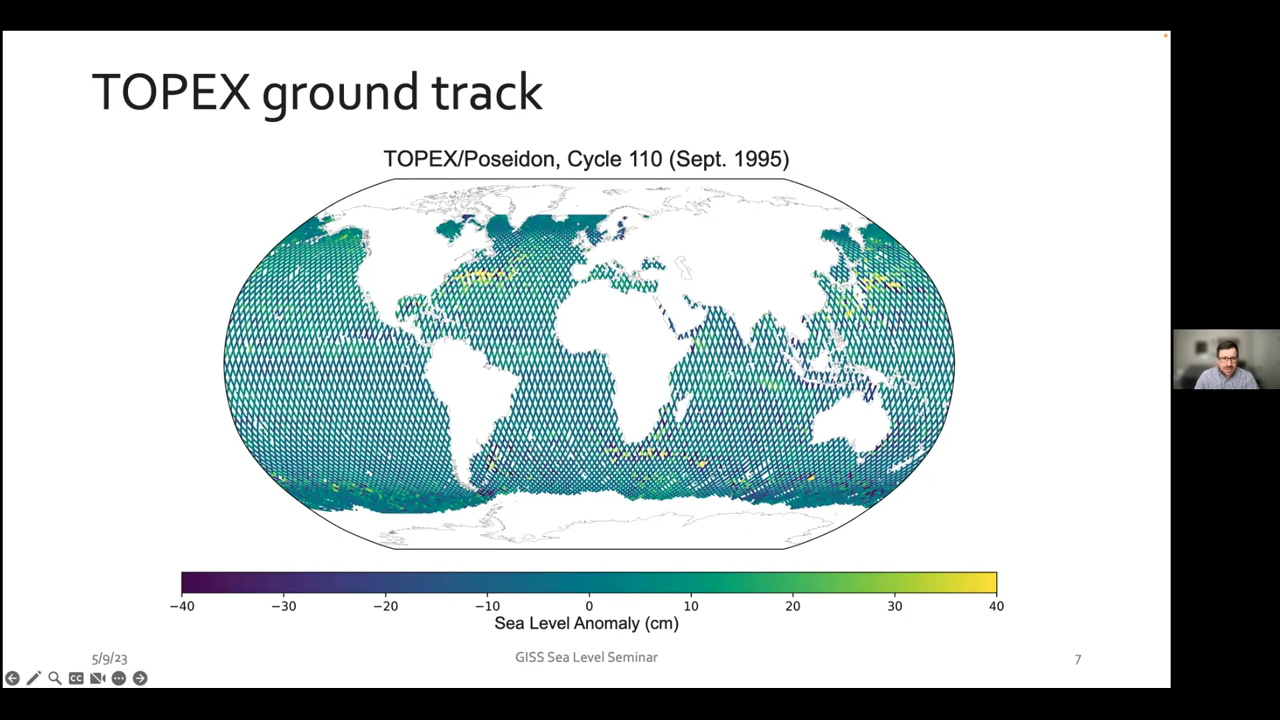 TOPEX ground track
TOPEX/Poseidon, Cycle 110 (Sept. 1995)
−40 −30 −20 −10 0 10 20 30 40
Sea Level Anomaly (cm)
5/9/23 GISS Sea Level Seminar 7
CC